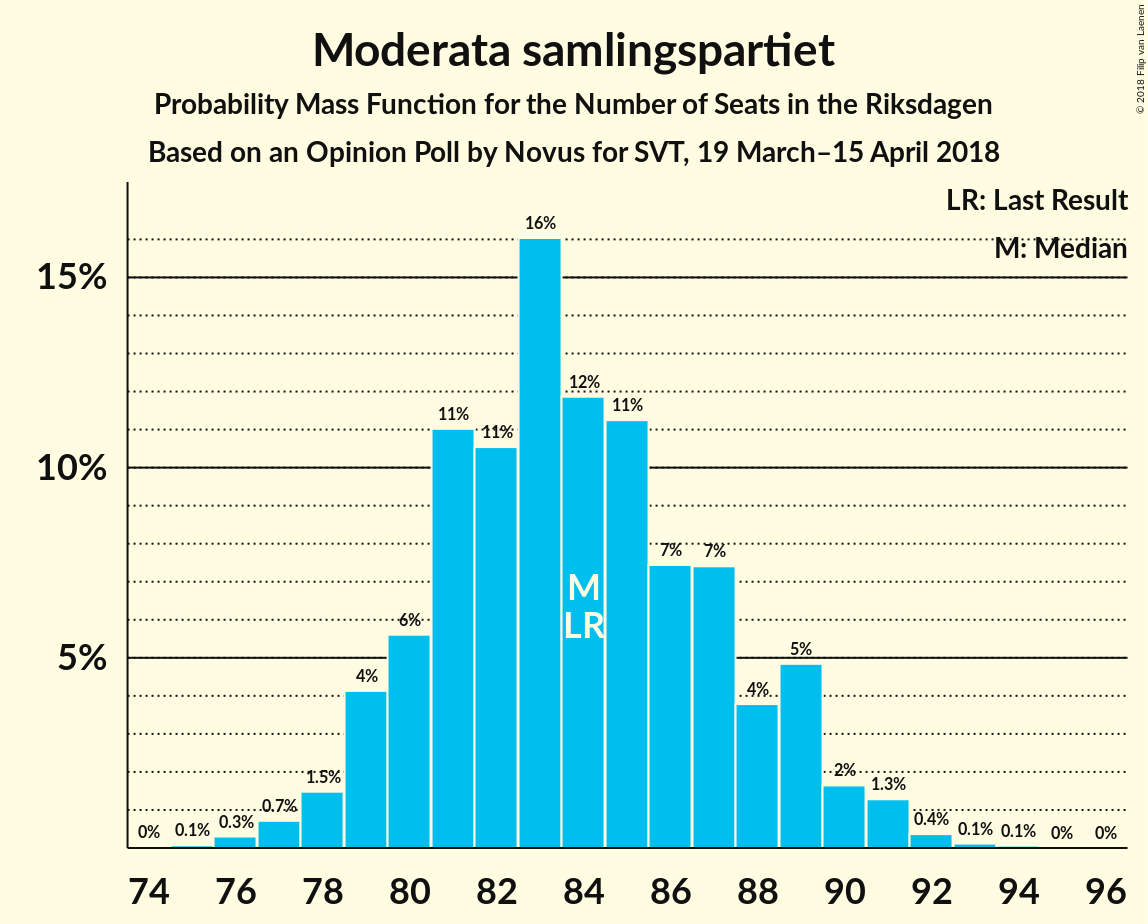 Moderata samlingspartiet
Probability Mass Function for the Number of Seats in the Riksdagen
Based on an Opinion Poll by Novus for SVT, 19 March–15 April 2018
© 2018 Filip van Laenen
LR: Last Result
M: Median
15%
10%
5%
0%
0.1%
0.3%
0.7%
1.5%
4%
6%
11%
11%
16%
12%
11%
7%
7%
4%
5%
2%
1.3%
0.4%
0.1%
0.1%
0%
0%
M
LR
74 76 78 80 82 84 86 88 90 92 94 96